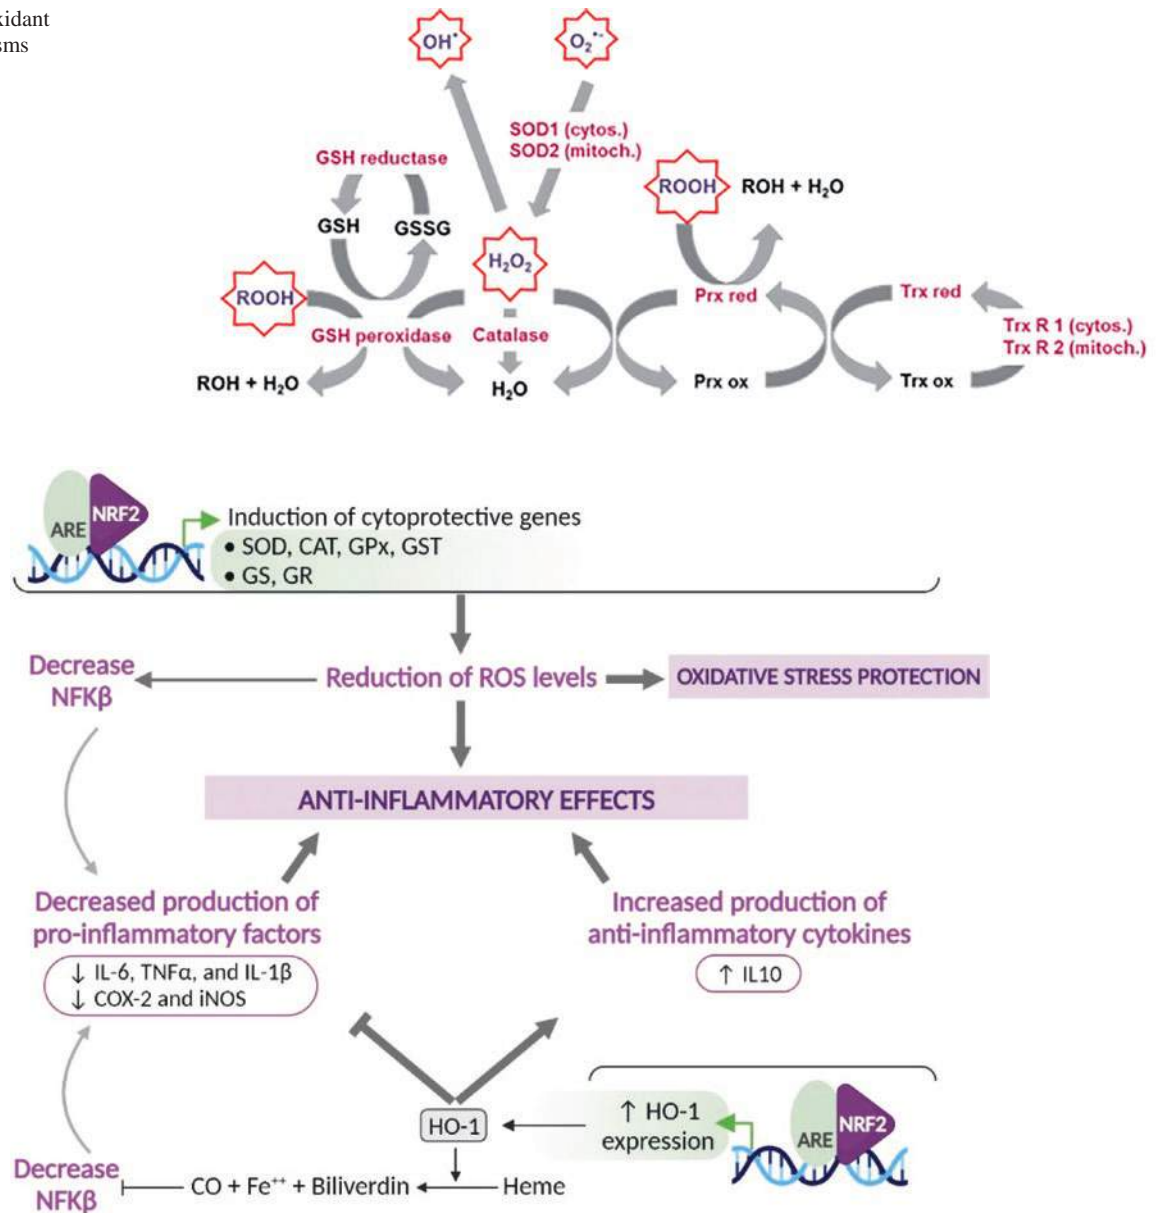 OH•
O₂•-
SOD1 (cytos.)
SOD2 (mitoch.)
GSH reductase
ROOH
ROH + H₂O
GSH
GSSG
H₂O₂
ROOH
Prx red
Trx red
Trx R 1 (cytos.)
Trx R 2 (mitoch.)
GSH peroxidase
Catalase
ROH + H₂O
H₂O
Prx ox
Trx ox
ARE
NRF2
Induction of cytoprotective genes
• SOD, CAT, GPx, GST
• GS, GR
Decrease
NFKβ
Reduction of ROS levels
OXIDATIVE STRESS PROTECTION
ANTI-INFLAMMATORY EFFECTS
Decreased production of
pro-inflammatory factors
↓ IL-6, TNFα, and IL-1β
↓ COX-2 and iNOS
Increased production of
anti-inflammatory cytokines
↑ IL10
HO-1
↑ HO-1
expression
ARE
NRF2
Decrease
NFKβ
CO + Fe⁺⁺ + Biliverdin
Heme